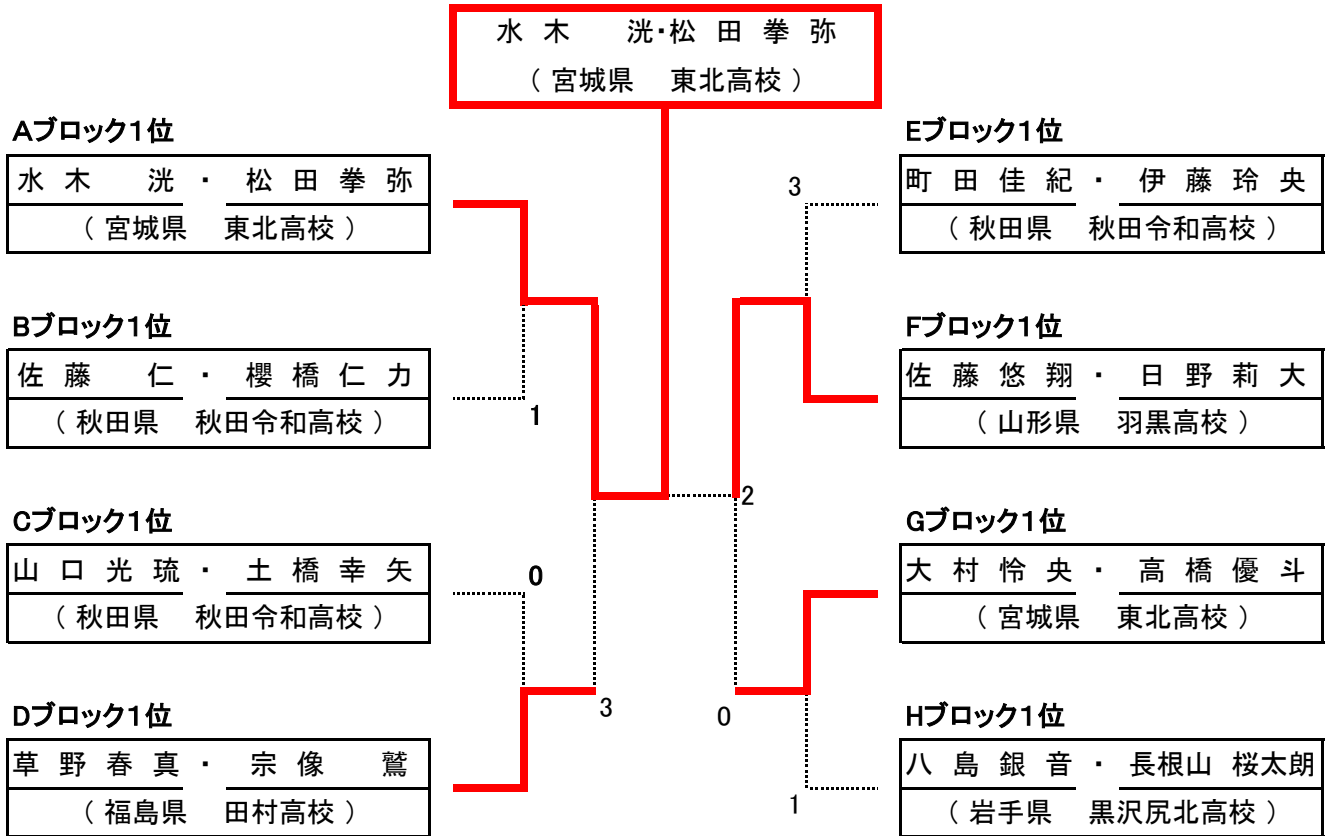 水木 洸・松田拳弥
（宮城県 東北高校）
Aブロック1位
水木 洸・松田拳弥
（宮城県 東北高校）
Bブロック1位
佐藤 仁・櫻橋仁力
（秋田県 秋田令和高校）
1
Cブロック1位
山口光琉・土橋幸矢
（秋田県 秋田令和高校）
0
Dブロック1位
草野春真・宗像 鷲
（福島県 田村高校）
3
2
Eブロック1位
町田佳紀・伊藤玲央
（秋田県 秋田令和高校）
3
Fブロック1位
佐藤悠翔・日野莉大
（山形県 羽黒高校）
Gブロック1位
大村怜央・高橋優斗
（宮城県 東北高校）
0
Hブロック1位
八島銀音・長根山 桜太朗
（岩手県 黒沢尻北高校）
1